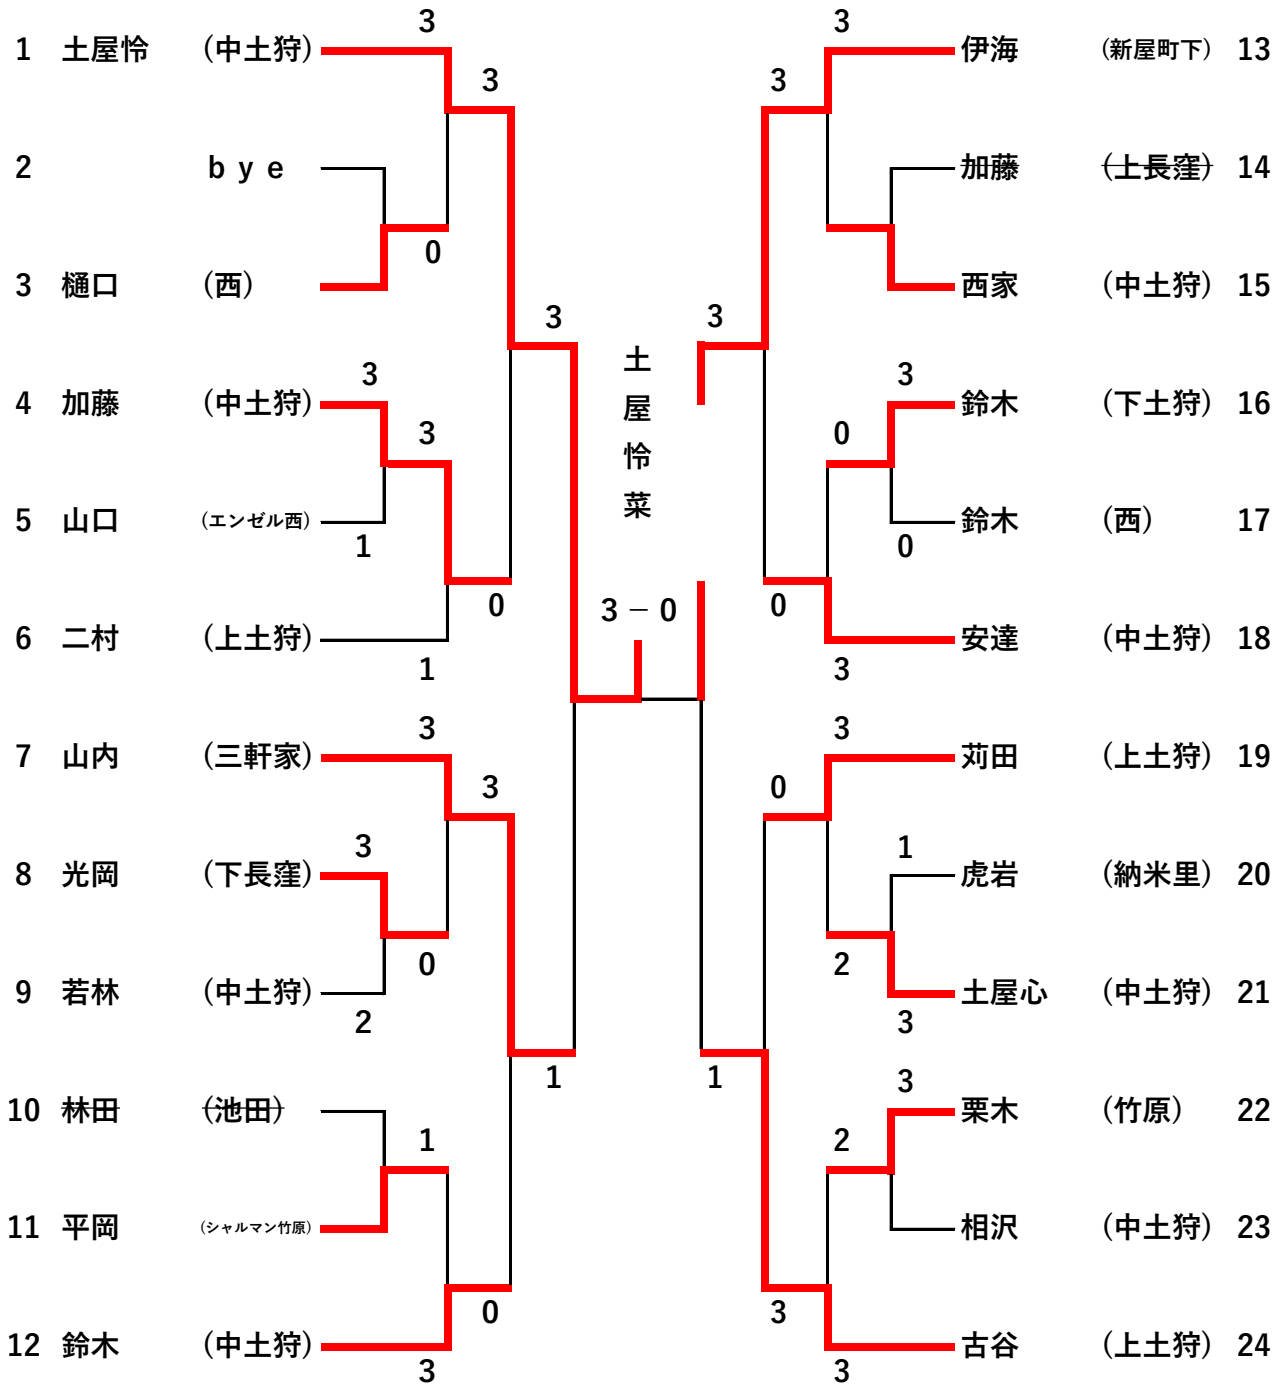 3
1 土屋怜 (中土狩)
3
2 ｂｙｅ
0
3 樋口 (西)
3
3
4 加藤 (中土狩)
3
5 山口 (エンゼル西)
1
0
6 二村 (上土狩)
1
3
7 山内 (三軒家)
3
3
8 光岡 (下長窪)
0
9 若林 (中土狩)
2
1
10 林田 (池田)
1
11 平岡 (シャルマン竹原)
0
12 鈴木 (中土狩)
3
土屋怜菜
3－0
3
伊海 (新屋町下) 13
3
加藤 (上長窪) 14
西家 (中土狩) 15
3
3
鈴木 (下土狩) 16
0
鈴木 (西) 17
0
0
安達 (中土狩) 18
3
3
苅田 (上土狩) 19
0
1
虎岩 (納米里) 20
2
土屋心 (中土狩) 21
3
1
3
栗木 (竹原) 22
2
相沢 (中土狩) 23
3
古谷 (上土狩) 24
3